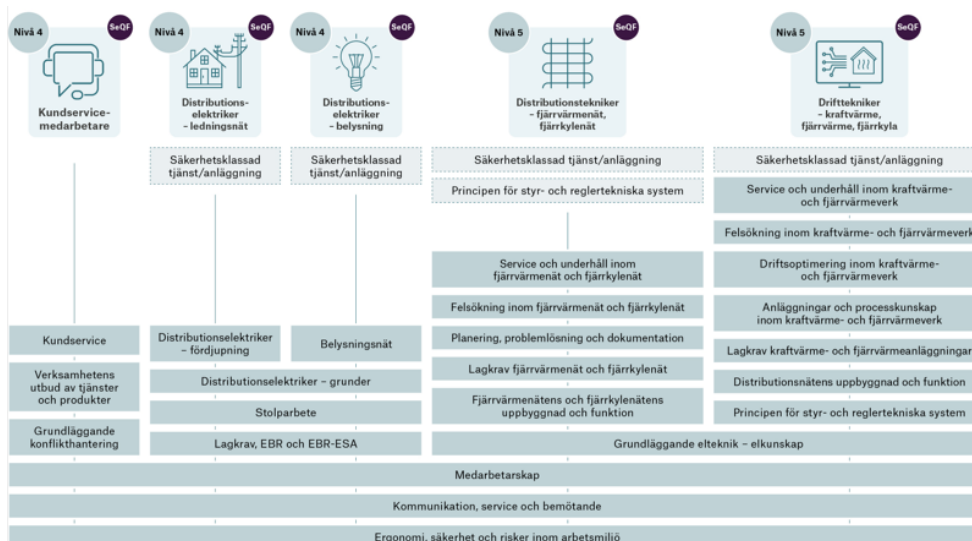 Nivå 4
SeQF
Kundservice-
medarbetare
Nivå 4
SeQF
Distributions-
elektriker
– ledningsnät
Nivå 4
SeQF
Distributions-
elektriker
– belysning
Nivå 5
SeQF
Distributionstekniker
– fjärrvärmenät,
fjärrkylenät
Nivå 5
SeQF
Drifttekniker
– kraftvärme,
fjärrvärme, fjärrkyla
Säkerhetsklassad
tjänst/anläggning
Säkerhetsklassad
tjänst/anläggning
Säkerhetsklassad tjänst/anläggning
Säkerhetsklassad tjänst/anläggning
Principen för styr- och reglertekniska system
Service och underhåll inom kraftvärme-
och fjärrvärmeverk
Felsökning inom kraftvärme- och fjärrvärmeverk
Service och underhåll inom
fjärrvärmenät och fjärrkylenät
Driftsoptimering inom kraftvärme-
och fjärrvärmeverk
Felsökning inom fjärrvärmenät och fjärrkylenät
Anläggningar och processkunskap
inom kraftvärme- och fjärrvärmeverk
Kundservice
Distributionselektriker
– fördjupning
Belysningsnät
Planering, problemlösning och dokumentation
Lagkrav kraftvärme- och fjärrvärmeanläggningar
Verksamhetens
utbud av tjänster
och produkter
Distributionselektriker – grunder
Lagkrav fjärrvärmenät och fjärrkylenät
Distributionsnätens uppbyggnad och funktion
Stolparbete
Fjärrvärmenätens och fjärrkylenätens
uppbyggnad och funktion
Principen för styr- och reglertekniska system
Grundläggande
konflikthantering
Lagkrav, EBR och EBR-ESA
Grundläggande elteknik – elkunskap
Medarbetarskap
Kommunikation, service och bemötande
Ergonomi, säkerhet och risker inom arbetsmiljö